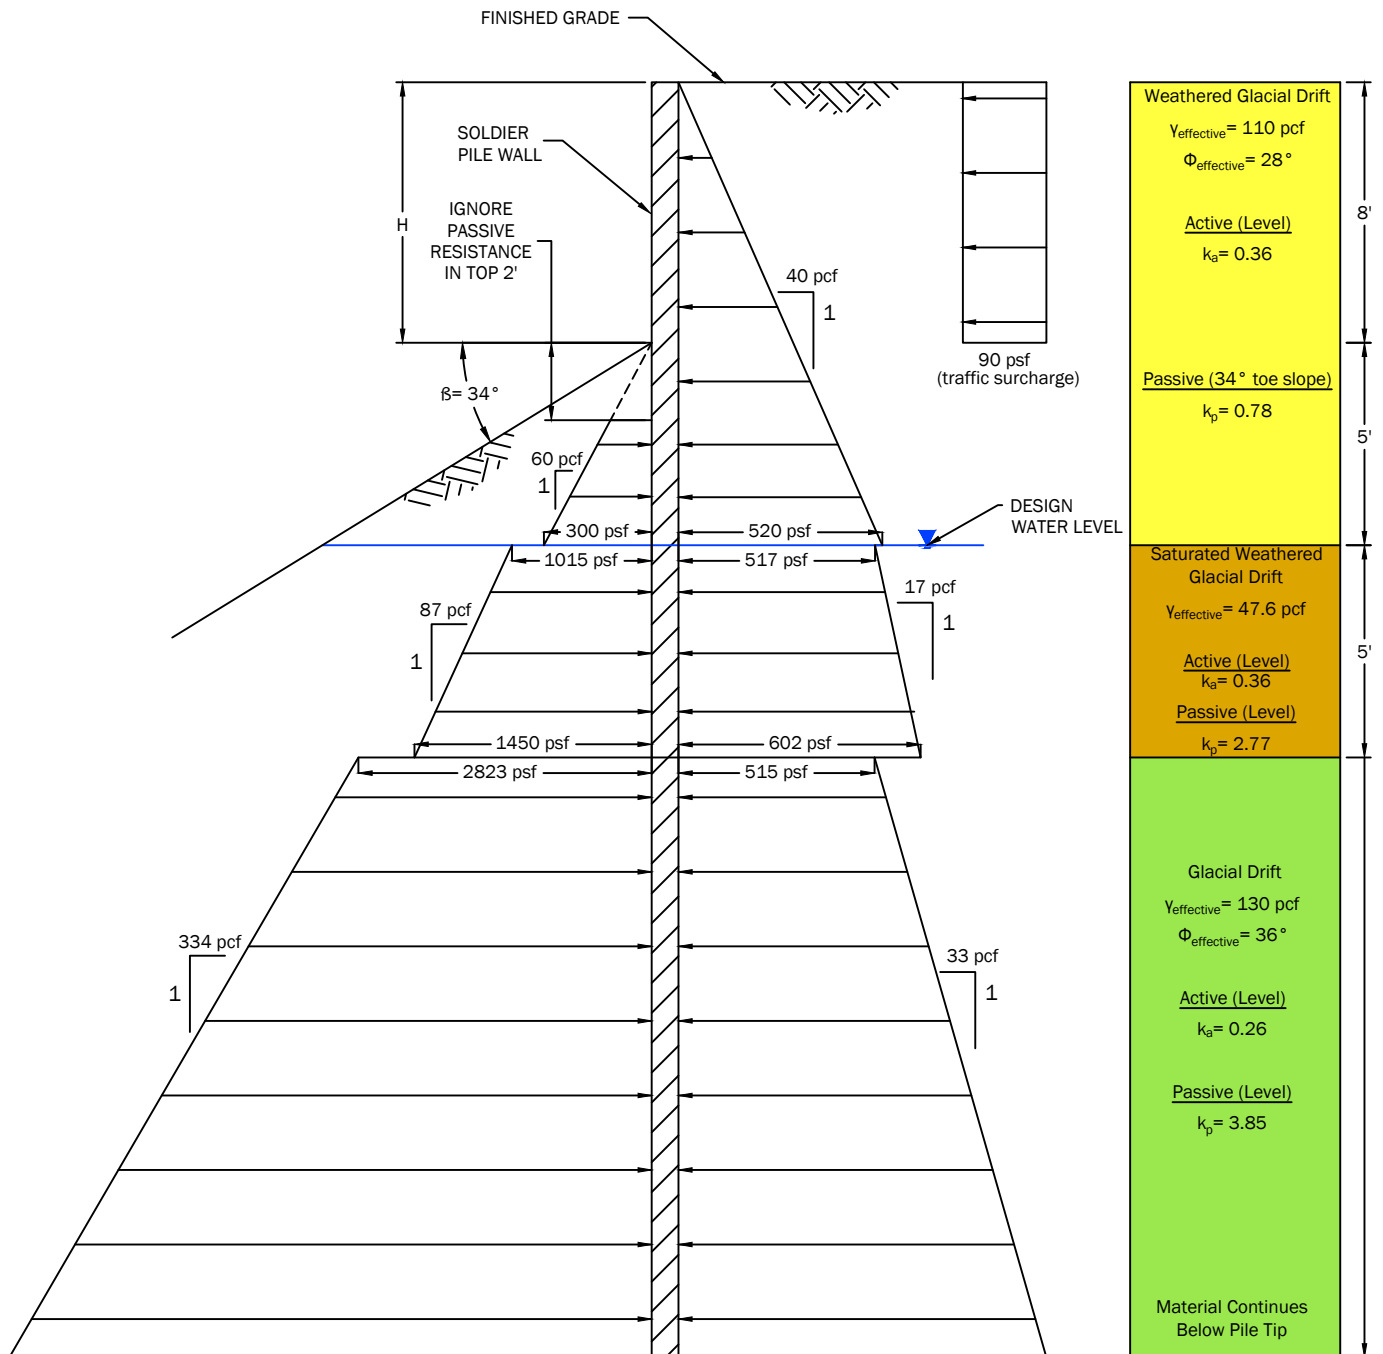 FINISHED GRADE
SOLDIER
PILE WALL
IGNORE
PASSIVE
RESISTANCE
IN TOP 2'
H
ß= 34°
40 pcf
1
90 psf
(traffic surcharge)
60 pcf
1
300 psf
520 psf
DESIGN
WATER LEVEL
1015 psf
517 psf
87 pcf
1
17 pcf
1
1450 psf
602 psf
2823 psf
515 psf
334 pcf
1
33 pcf
1
Weathered Glacial Drift
γeffective= 110 pcf
Φeffective= 28°
Active (Level)
ka= 0.36
Passive (34° toe slope)
kp= 0.78
8'
5'
Saturated Weathered
Glacial Drift
γeffective= 47.6 pcf
Active (Level)
ka= 0.36
Passive (Level)
kp= 2.77
5'
Glacial Drift
γeffective= 130 pcf
Φeffective= 36°
Active (Level)
ka= 0.26
Passive (Level)
kp= 3.85
Material Continues
Below Pile Tip